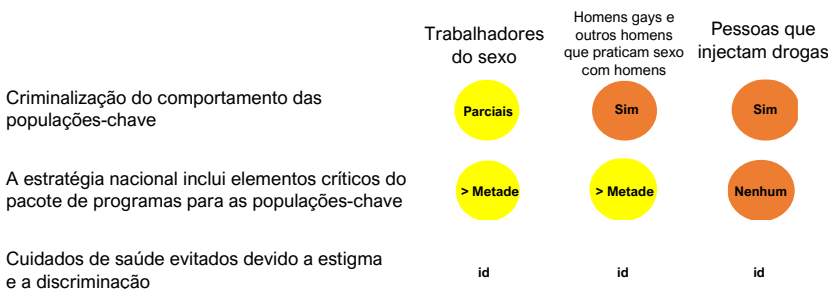 Trabalhadores
do sexo
Homens gays e
outros homens
que praticam sexo
com homens
Pessoas que
injectam drogas
Criminalização do comportamento das
populações-chave
Parciais
Sim
Sim
A estratégia nacional inclui elementos críticos do
pacote de programas para as populações-chave
> Metade
> Metade
Nenhum
Cuidados de saúde evitados devido a estigma
e a discriminação
id
id
id